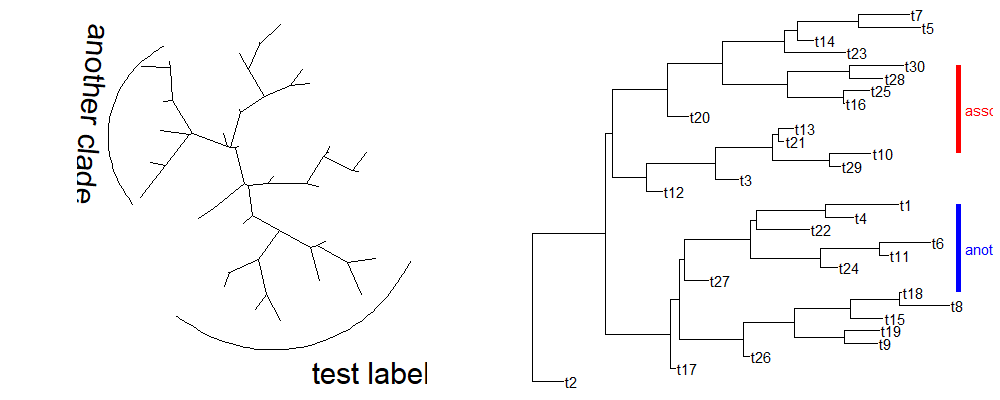 another clade
test label
t7
t5
t14
t23
t30
t28
t25
t16
t20
t13
t21
t10
t29
t3
t12
t1
t4
t22
t6
t11
t24
t27
t18
t8
t15
t19
t9
t26
t17
t2
asso
anot